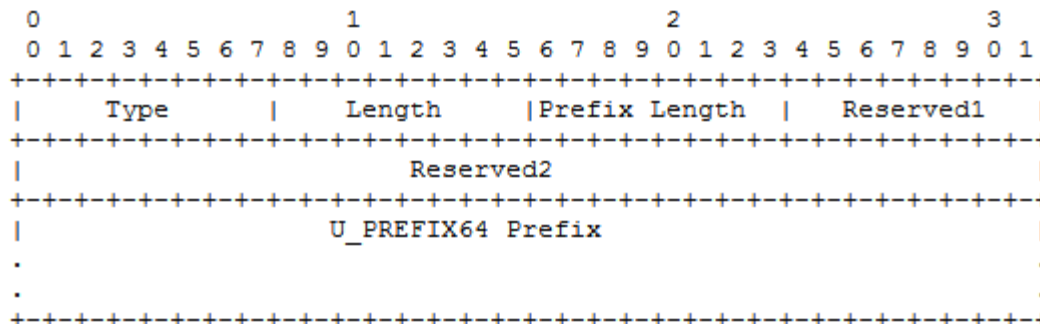 0                   1                   2                   3
0 1 2 3 4 5 6 7 8 9 0 1 2 3 4 5 6 7 8 9 0 1 2 3 4 5 6 7 8 9 0 1
+-+-+-+-+-+-+-+-+-+-+-+-+-+-+-+-+-+-+-+-+-+-+-+-+-+-+-+-+-+-+-+-
|     Type      |    Length     |Prefix Length  |   Reserved1   |
+-+-+-+-+-+-+-+-+-+-+-+-+-+-+-+-+-+-+-+-+-+-+-+-+-+-+-+-+-+-+-+-
|                        Reserved2                              |
+-+-+-+-+-+-+-+-+-+-+-+-+-+-+-+-+-+-+-+-+-+-+-+-+-+-+-+-+-+-+-+-
|                   U_PREFIX64 Prefix                           |
.                                                               .
.                                                               .
+-+-+-+-+-+-+-+-+-+-+-+-+-+-+-+-+-+-+-+-+-+-+-+-+-+-+-+-+-+-+-+-